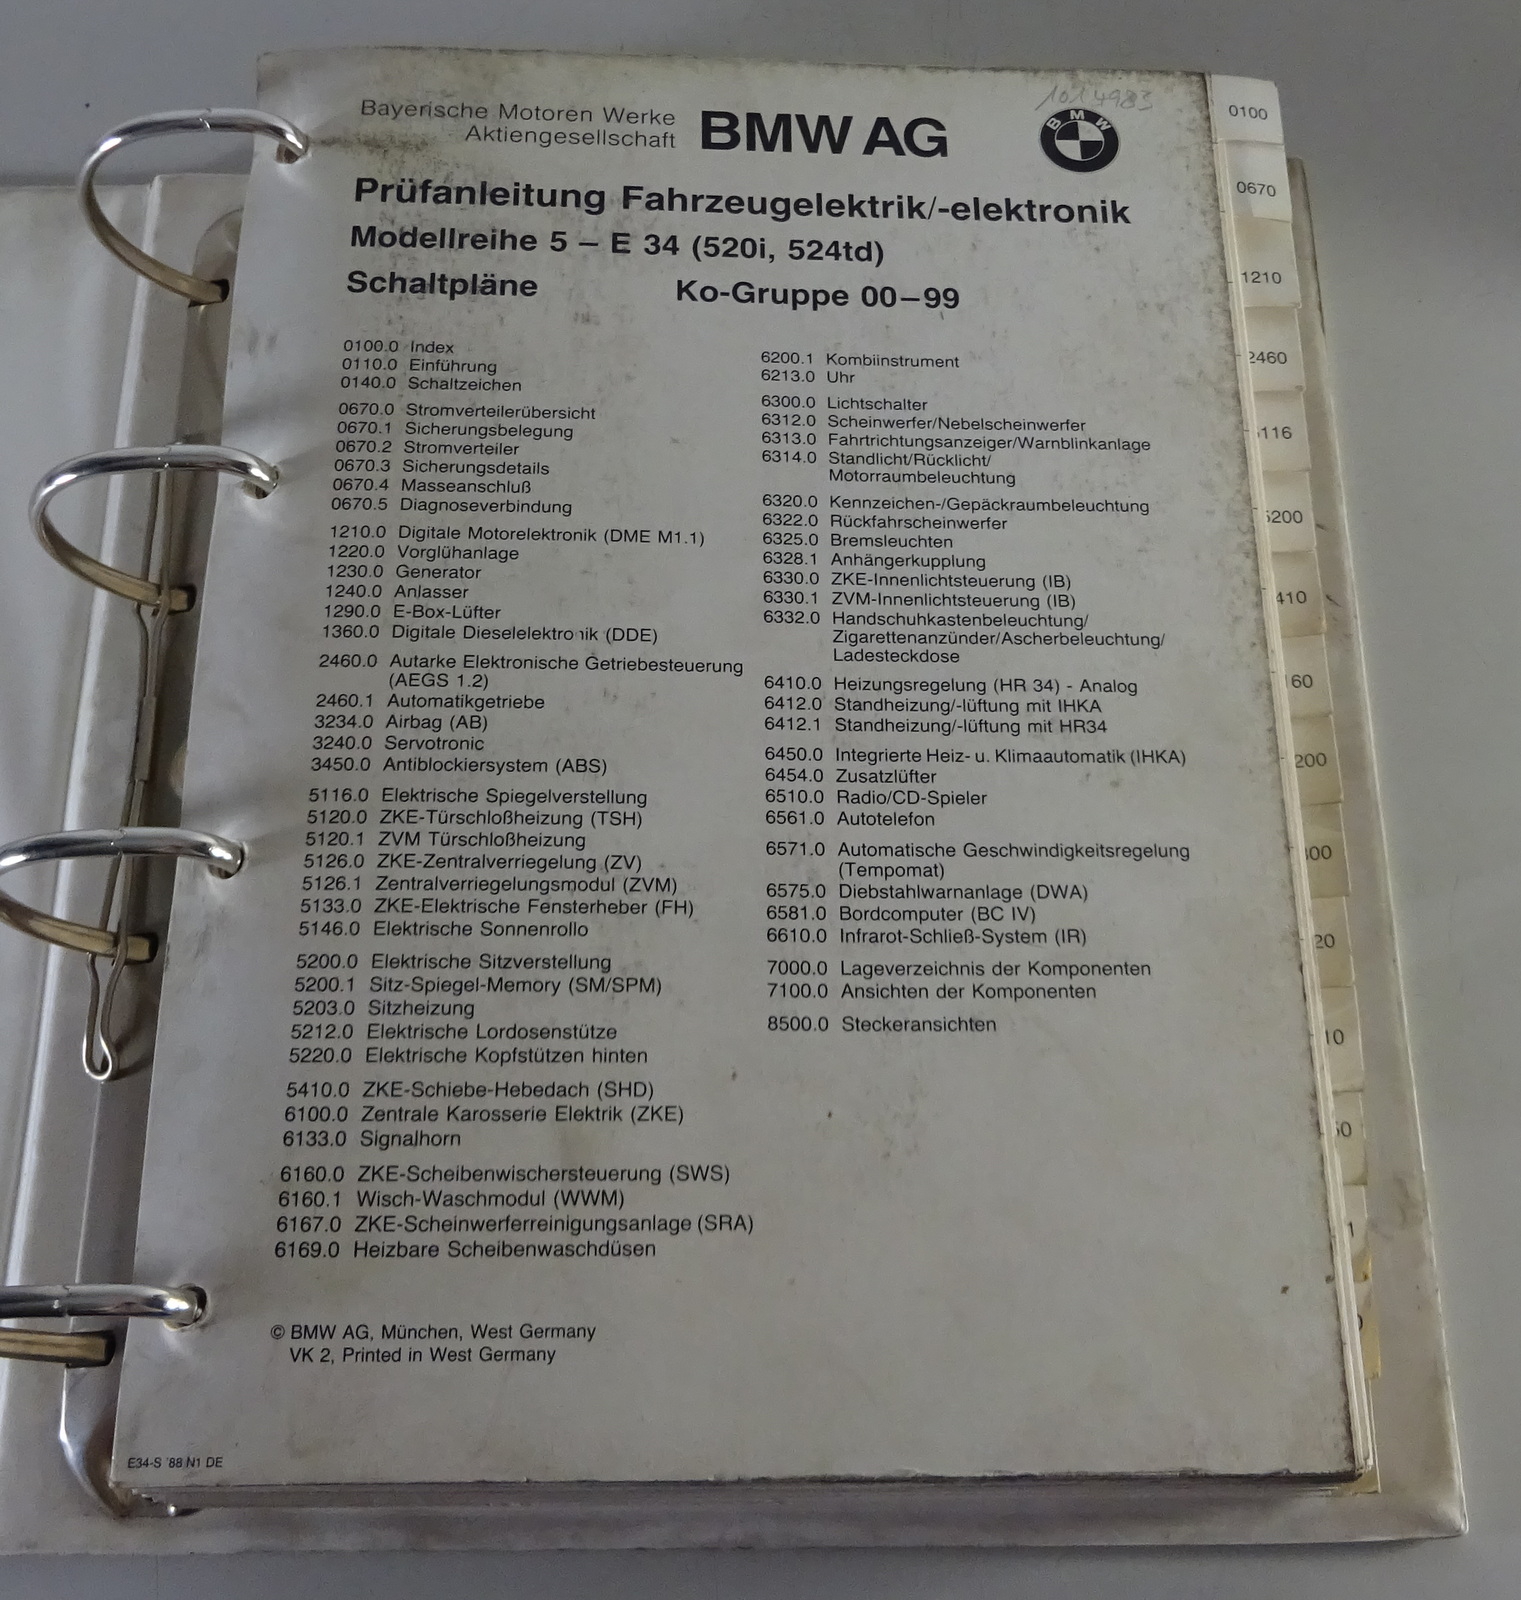 1014983
Bayerische Motoren Werke
Aktiengesellschaft
BMW AG
BMW
Prüfanleitung Fahrzeugelektrik/-elektronik
Modellreihe 5 – E 34 (520i, 524td)
Schaltpläne Ko-Gruppe 00–99
0100.0 Index
0110.0 Einführung
0140.0 Schaltzeichen
0670.0 Stromverteilerübersicht
0670.1 Sicherungsbelegung
0670.2 Stromverteiler
0670.3 Sicherungsdetails
0670.4 Masseanschluß
0670.5 Diagnoseverbindung
1210.0 Digitale Motorelektronik (DME M1.1)
1220.0 Vorglühanlage
1230.0 Generator
1240.0 Anlasser
1290.0 E-Box-Lüfter
1360.0 Digitale Dieselelektronik (DDE)
2460.0 Autarke Elektronische Getriebesteuerung
(AEGS 1.2)
2460.1 Automatikgetriebe
3234.0 Airbag (AB)
3240.0 Servotronic
3450.0 Antiblockiersystem (ABS)
5116.0 Elektrische Spiegelverstellung
5120.0 ZKE-Türschloßheizung (TSH)
5120.1 ZVM Türschloßheizung
5126.0 ZKE-Zentralverriegelung (ZV)
5126.1 Zentralverriegelungsmodul (ZVM)
5133.0 ZKE-Elektrische Fensterheber (FH)
5146.0 Elektrische Sonnenrollo
5200.0 Elektrische Sitzverstellung
5200.1 Sitz-Spiegel-Memory (SM/SPM)
5203.0 Sitzheizung
5212.0 Elektrische Lordosenstütze
5220.0 Elektrische Kopfstützen hinten
5410.0 ZKE-Schiebe-Hebedach (SHD)
6100.0 Zentrale Karosserie Elektrik (ZKE)
6133.0 Signalhorn
6160.0 ZKE-Scheibenwischersteuerung (SWS)
6160.1 Wisch-Waschmodul (WWM)
6167.0 ZKE-Scheinwerferreinigungsanlage (SRA)
6169.0 Heizbare Scheibenwaschdüsen
6200.1 Kombiinstrument
6213.0 Uhr
6300.0 Lichtschalter
6312.0 Scheinwerfer/Nebelscheinwerfer
6313.0 Fahrtrichtungsanzeiger/Warnblinkanlage
6314.0 Standlicht/Rücklicht/
Motorraumbeleuchtung
6320.0 Kennzeichen-/Gepäckraumbeleuchtung
6322.0 Rückfahrscheinwerfer
6325.0 Bremsleuchten
6328.1 Anhängerkupplung
6330.0 ZKE-Innenlichtsteuerung (IB)
6330.1 ZVM-Innenlichtsteuerung (IB)
6332.0 Handschuhkastenbeleuchtung/
Zigarettenanzünder/Ascherbeleuchtung/
Ladesteckdose
6410.0 Heizungsregelung (HR 34) - Analog
6412.0 Standheizung/-lüftung mit IHKA
6412.1 Standheizung/-lüftung mit HR34
6450.0 Integrierte Heiz- u. Klimaautomatik (IHKA)
6454.0 Zusatzlüfter
6510.0 Radio/CD-Spieler
6561.0 Autotelefon
6571.0 Automatische Geschwindigkeitsregelung
(Tempomat)
6575.0 Diebstahlwarnanlage (DWA)
6581.0 Bordcomputer (BC IV)
6610.0 Infrarot-Schließ-System (IR)
7000.0 Lageverzeichnis der Komponenten
7100.0 Ansichten der Komponenten
8500.0 Steckeransichten
© BMW AG, München, West Germany
VK 2, Printed in West Germany
E34-S '88 N1 DE
0100
0670
1210
2460
116
5200
410
60
200
00
20
10
50
1